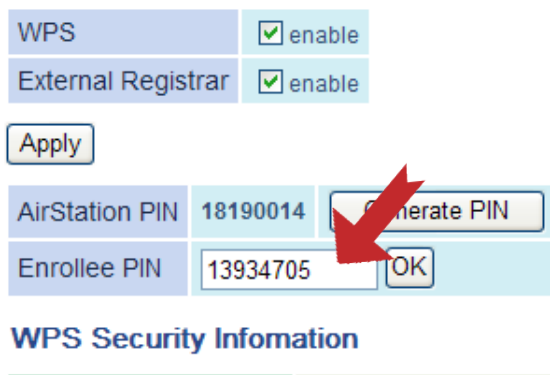 WPS enable
External Registrar enable
Apply
AirStation PIN 18190014 Generate PIN
Enrollee PIN 13934705 OK
WPS Security Infomation